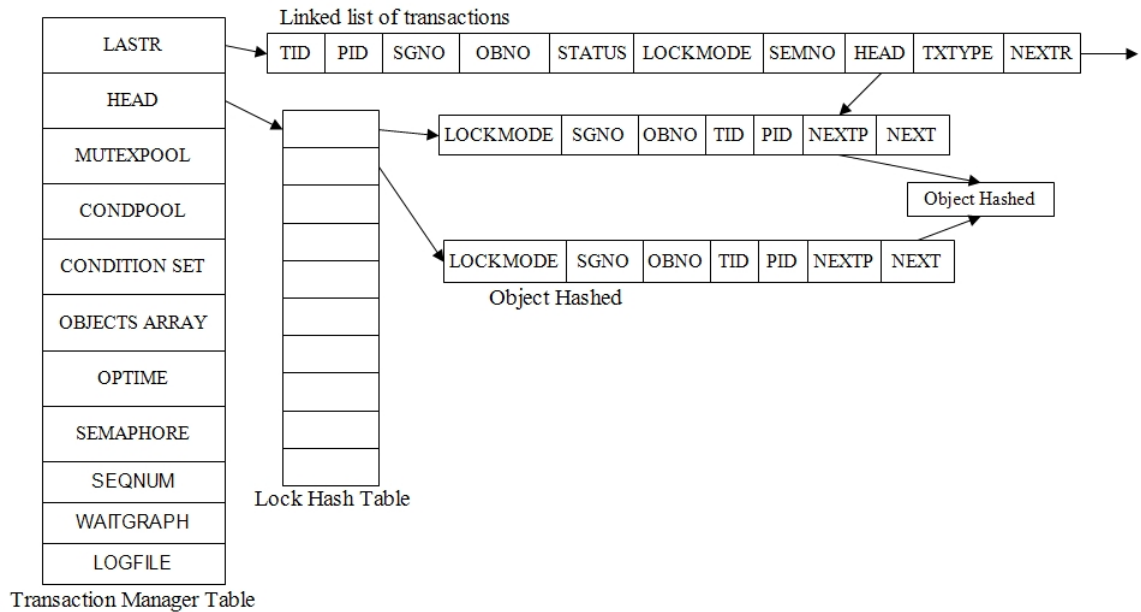 Linked list of transactions
LASTR
TID PID SGNO OBNO STATUS LOCKMODE SEMNO HEAD TXTYPE NEXTR
HEAD
LOCKMODE SGNO OBNO TID PID NEXTP NEXT
MUTEXPOOL
Object Hashed
CONDPOOL
CONDITION SET
LOCKMODE SGNO OBNO TID PID NEXTP NEXT
Object Hashed
OBJECTS ARRAY
OPTIME
SEMAPHORE
SEQNUM
Lock Hash Table
WAITGRAPH
LOGFILE
Transaction Manager Table